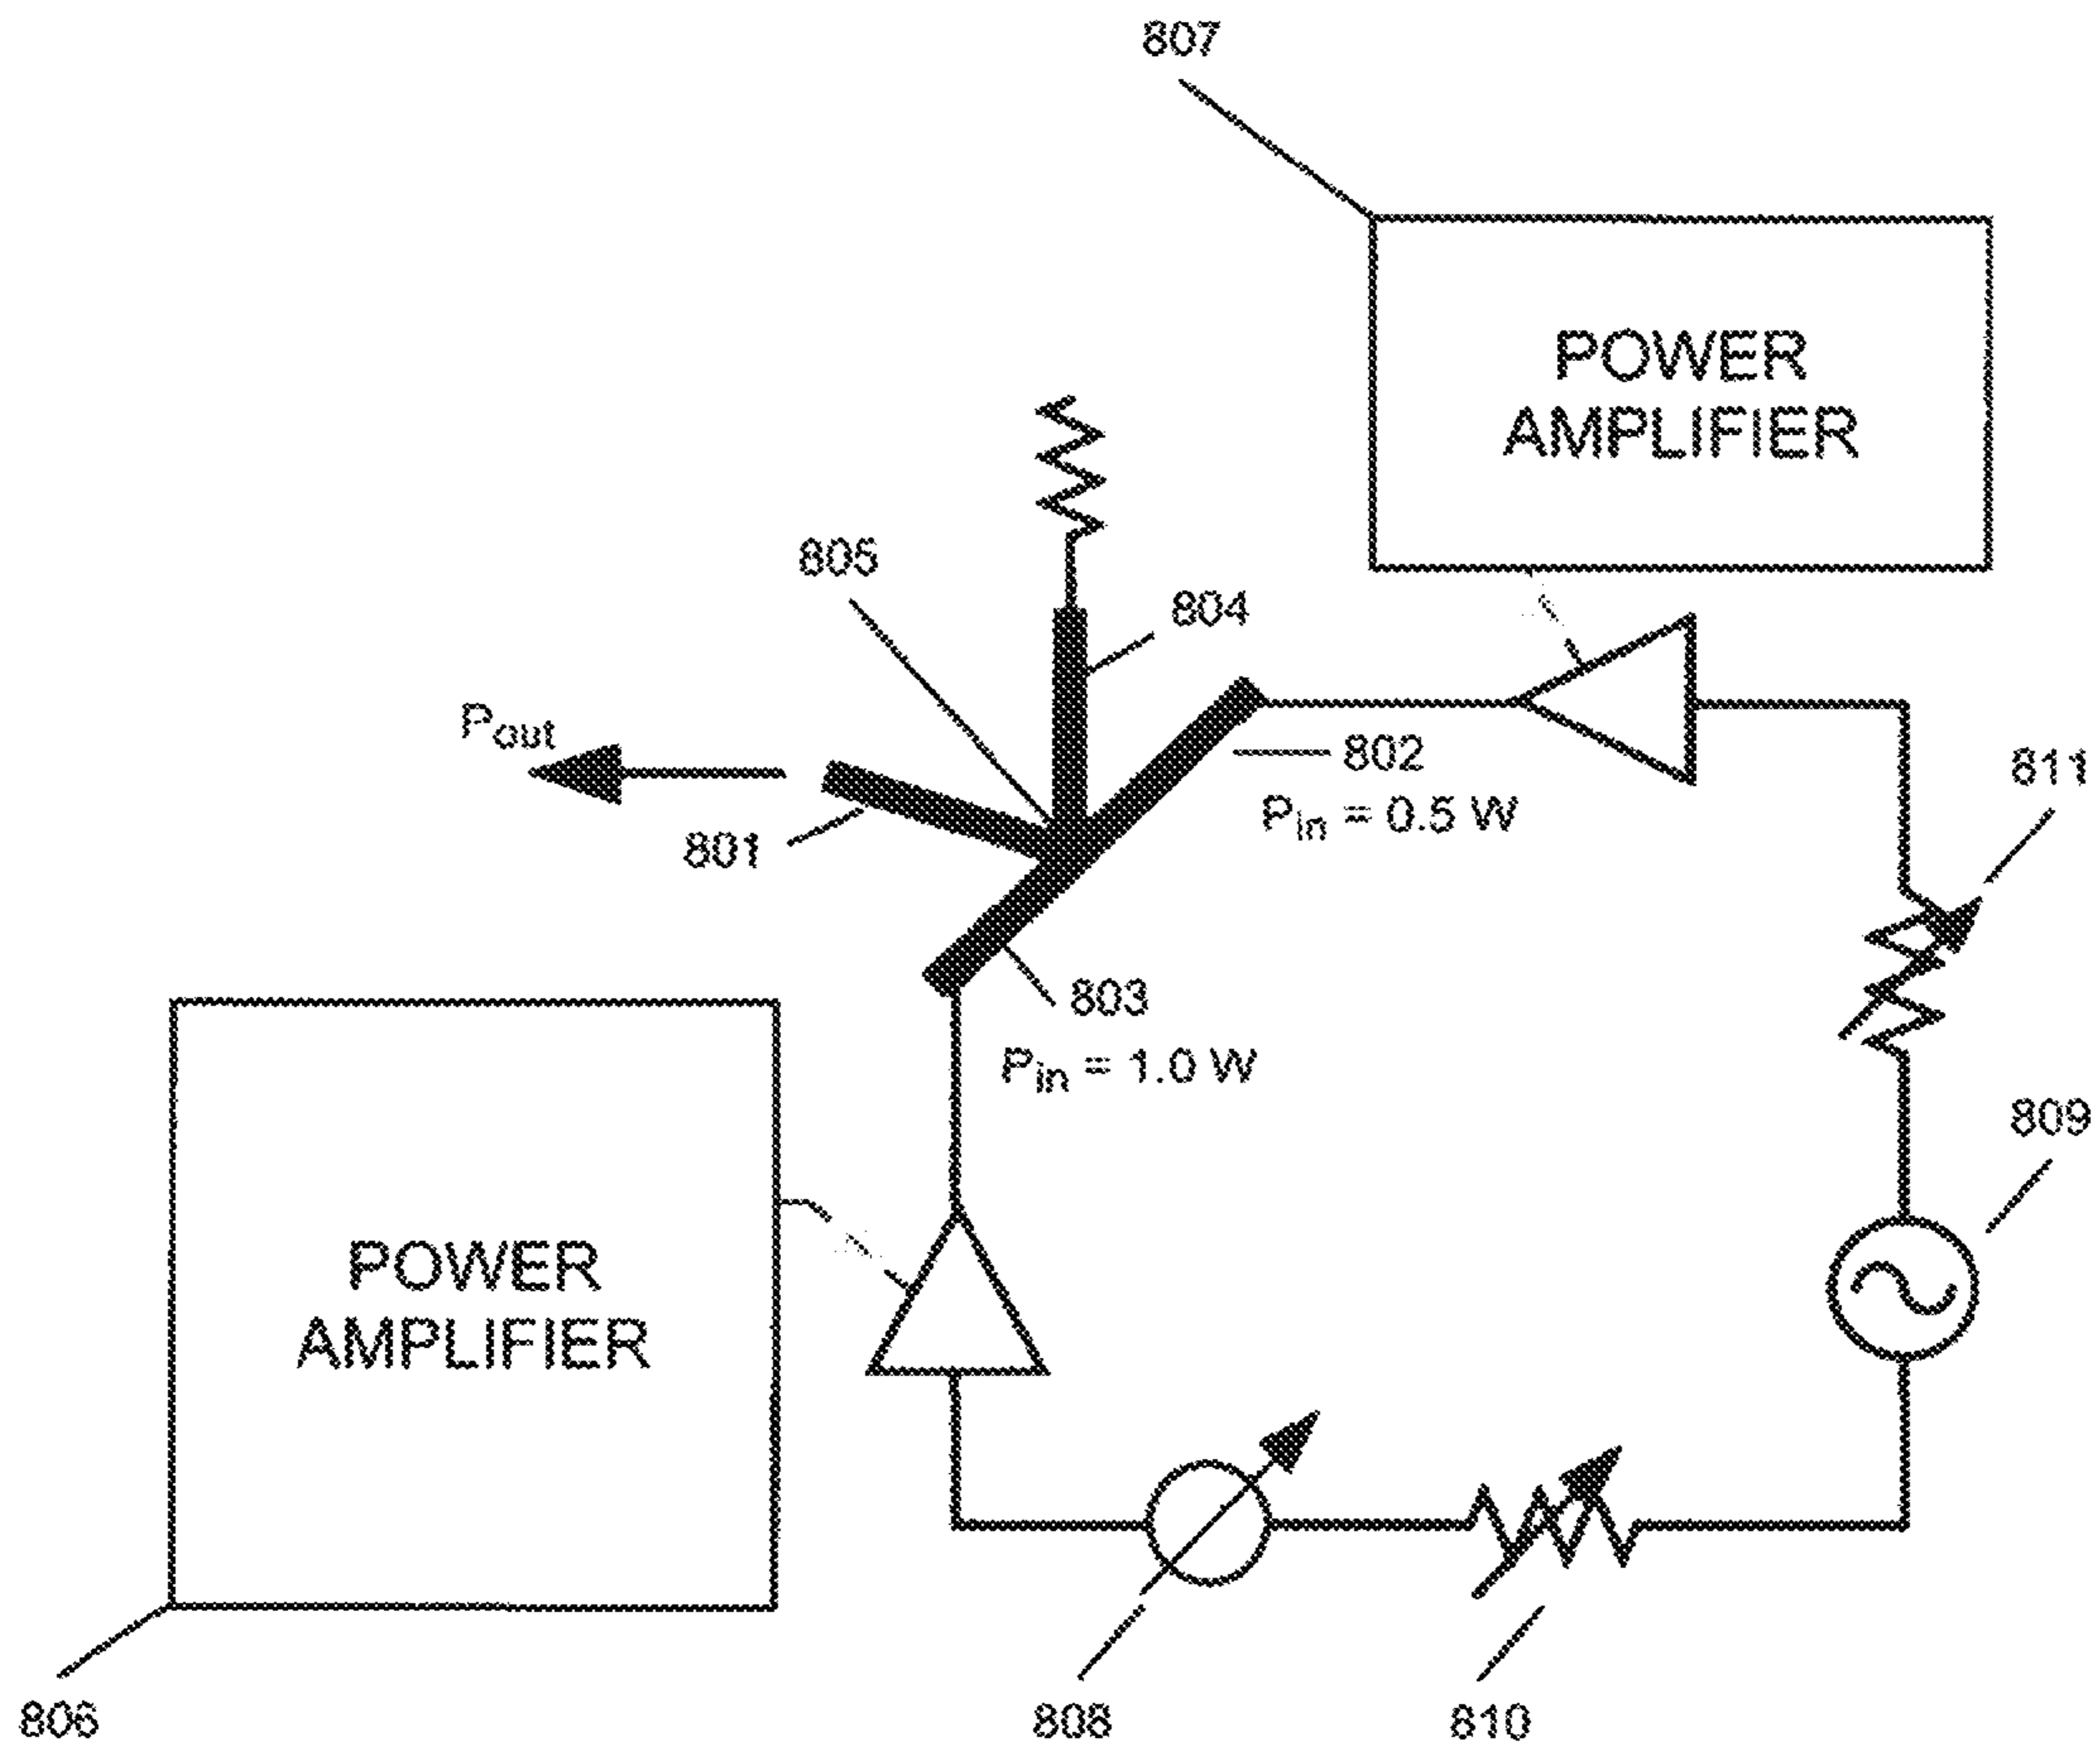 807
POWER
AMPLIFIER
805
804
Pout
802
Pin = 0.5 W
811
801
803
Pin = 1.0 W
809
POWER
AMPLIFIER
806
808
810